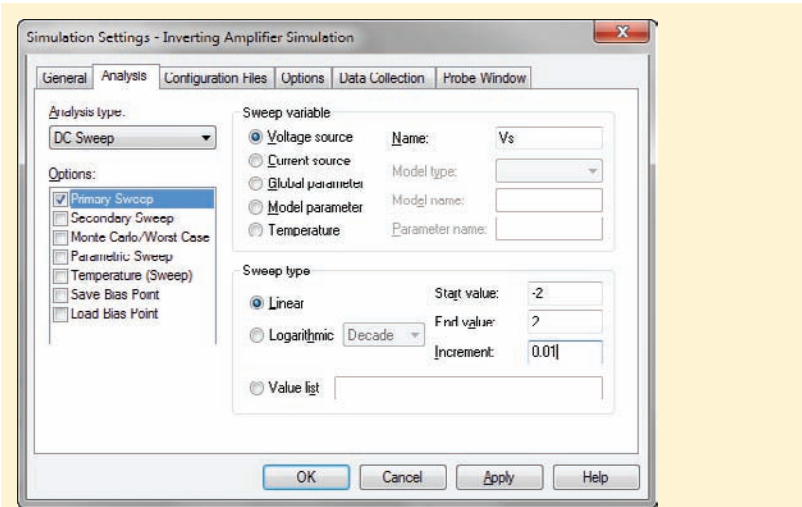 Simulation Settings - Inverting Amplifier Simulation
General Analysis Configuration Files Options Data Collection Probe Window
Analysis type:
DC Sweep
Options:
Primary Sweep
Secondary Sweep
Monte Carlo/Worst Case
Parametric Sweep
Temperature (Sweep)
Save Bias Point
Load Bias Point
Sweep variable
Voltage source
Name: Vs
Current source
Global parameter
Model type:
Model parameter
Model name:
Temperature
Parameter name:
Sweep type
Linear
Logarithmic Decade
Start value: -2
End value: 2
Increment: 0.01
Value list
OK Cancel Apply Help